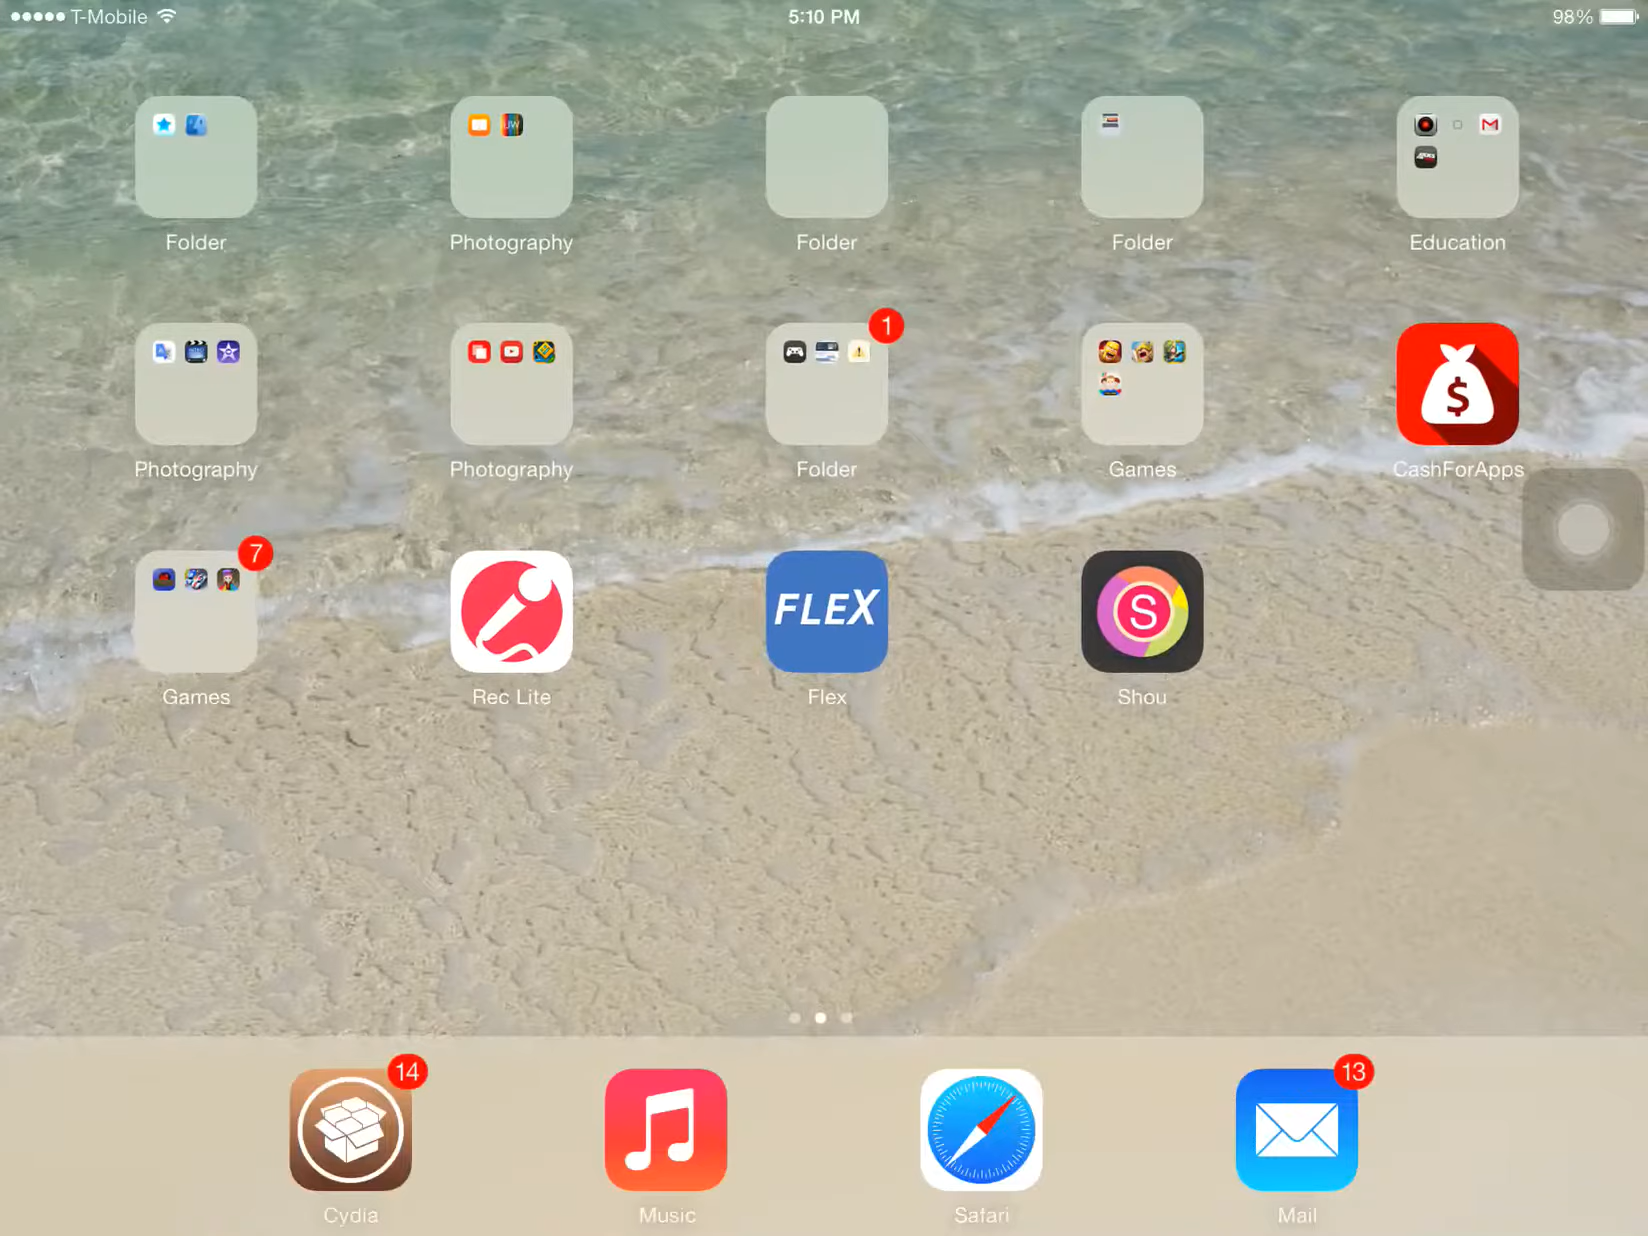 T-Mobile 5:10 PM 98%
Folder Photography Folder Folder Education
1
Photography Photography Folder Games CashForApps
$
7
FLEX
S
Games Rec Lite Flex Shou
14 13
Cydia Music Safari Mail